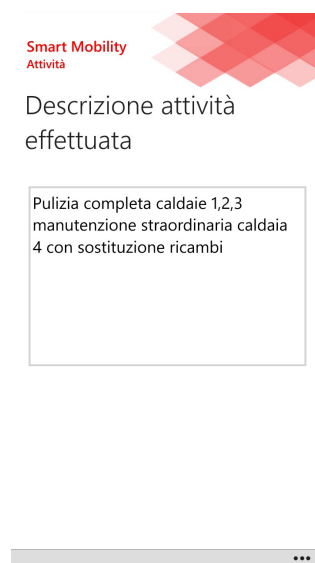 Smart Mobility
Attività
Descrizione attività
effettuata
Pulizia completa caldaie 1,2,3
manutenzione straordinaria caldaia
4 con sostituzione ricambi